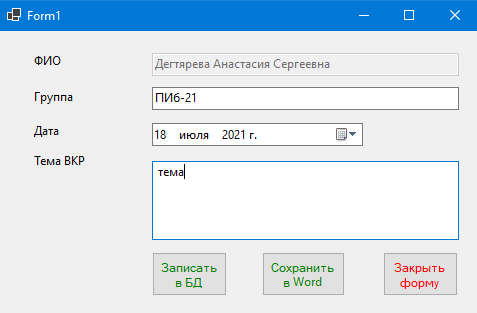 Form1
ФИО
Дегтярева Анастасия Сергеевна
Группа
ПИб-21
Дата
18 июля 2021 г.
Тема ВКР
тема
Записать
в БД
Сохранить
в Word
Закрыть
форму